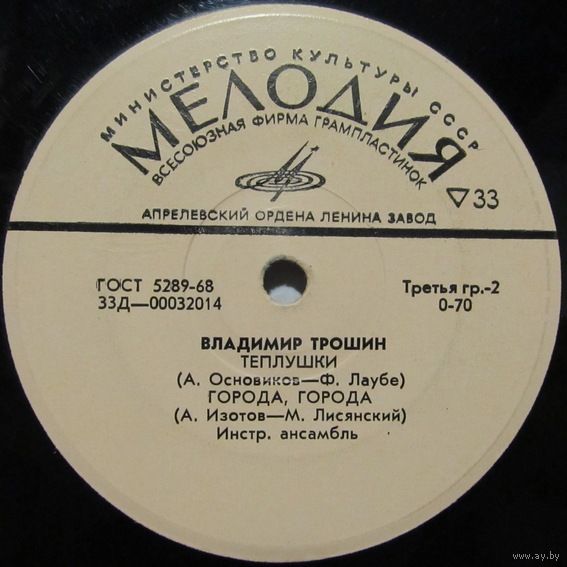 МИНИСТЕРСТВО КУЛЬТУРЫ СССР
МЕЛОДИЯ
ВСЕСОЮЗНАЯ ФИРМА ГРАМПЛАСТИНОК
33
АПРЕЛЕВСКИЙ ОРДЕНА ЛЕНИНА ЗАВОД
ГОСТ 5289-68 Третья гр.-2
33Д—00032014 0-70
ВЛАДИМИР ТРОШИН
ТЕПЛУШКИ
(А. Основиков—Ф. Лаубе)
ГОРОДА, ГОРОДА
(А. Изотов—М. Лисянский)
Инстр. ансамбль
www.ay.by